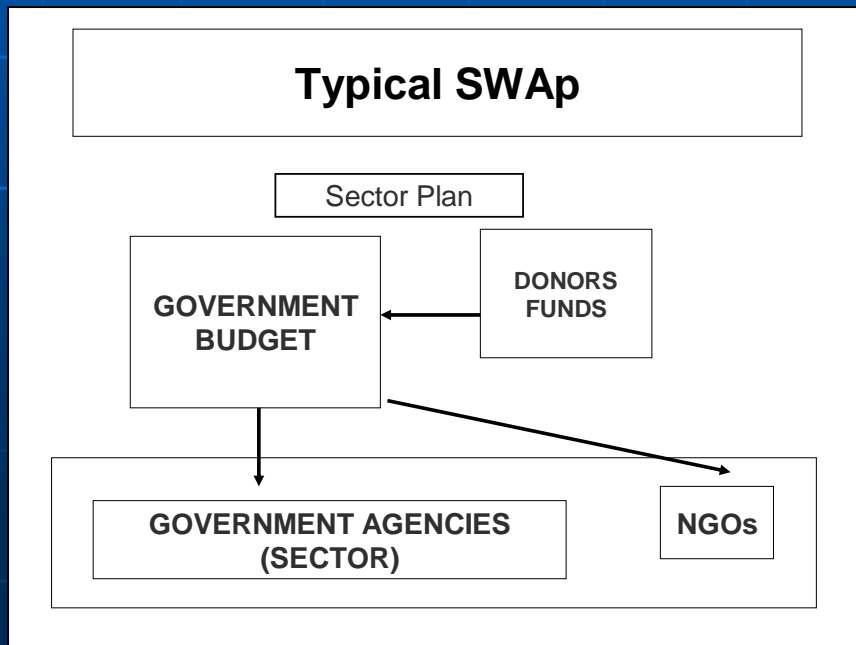 Typical SWAp
Sector Plan
GOVERNMENT
BUDGET
DONORS
FUNDS
GOVERNMENT AGENCIES
(SECTOR)
NGOs